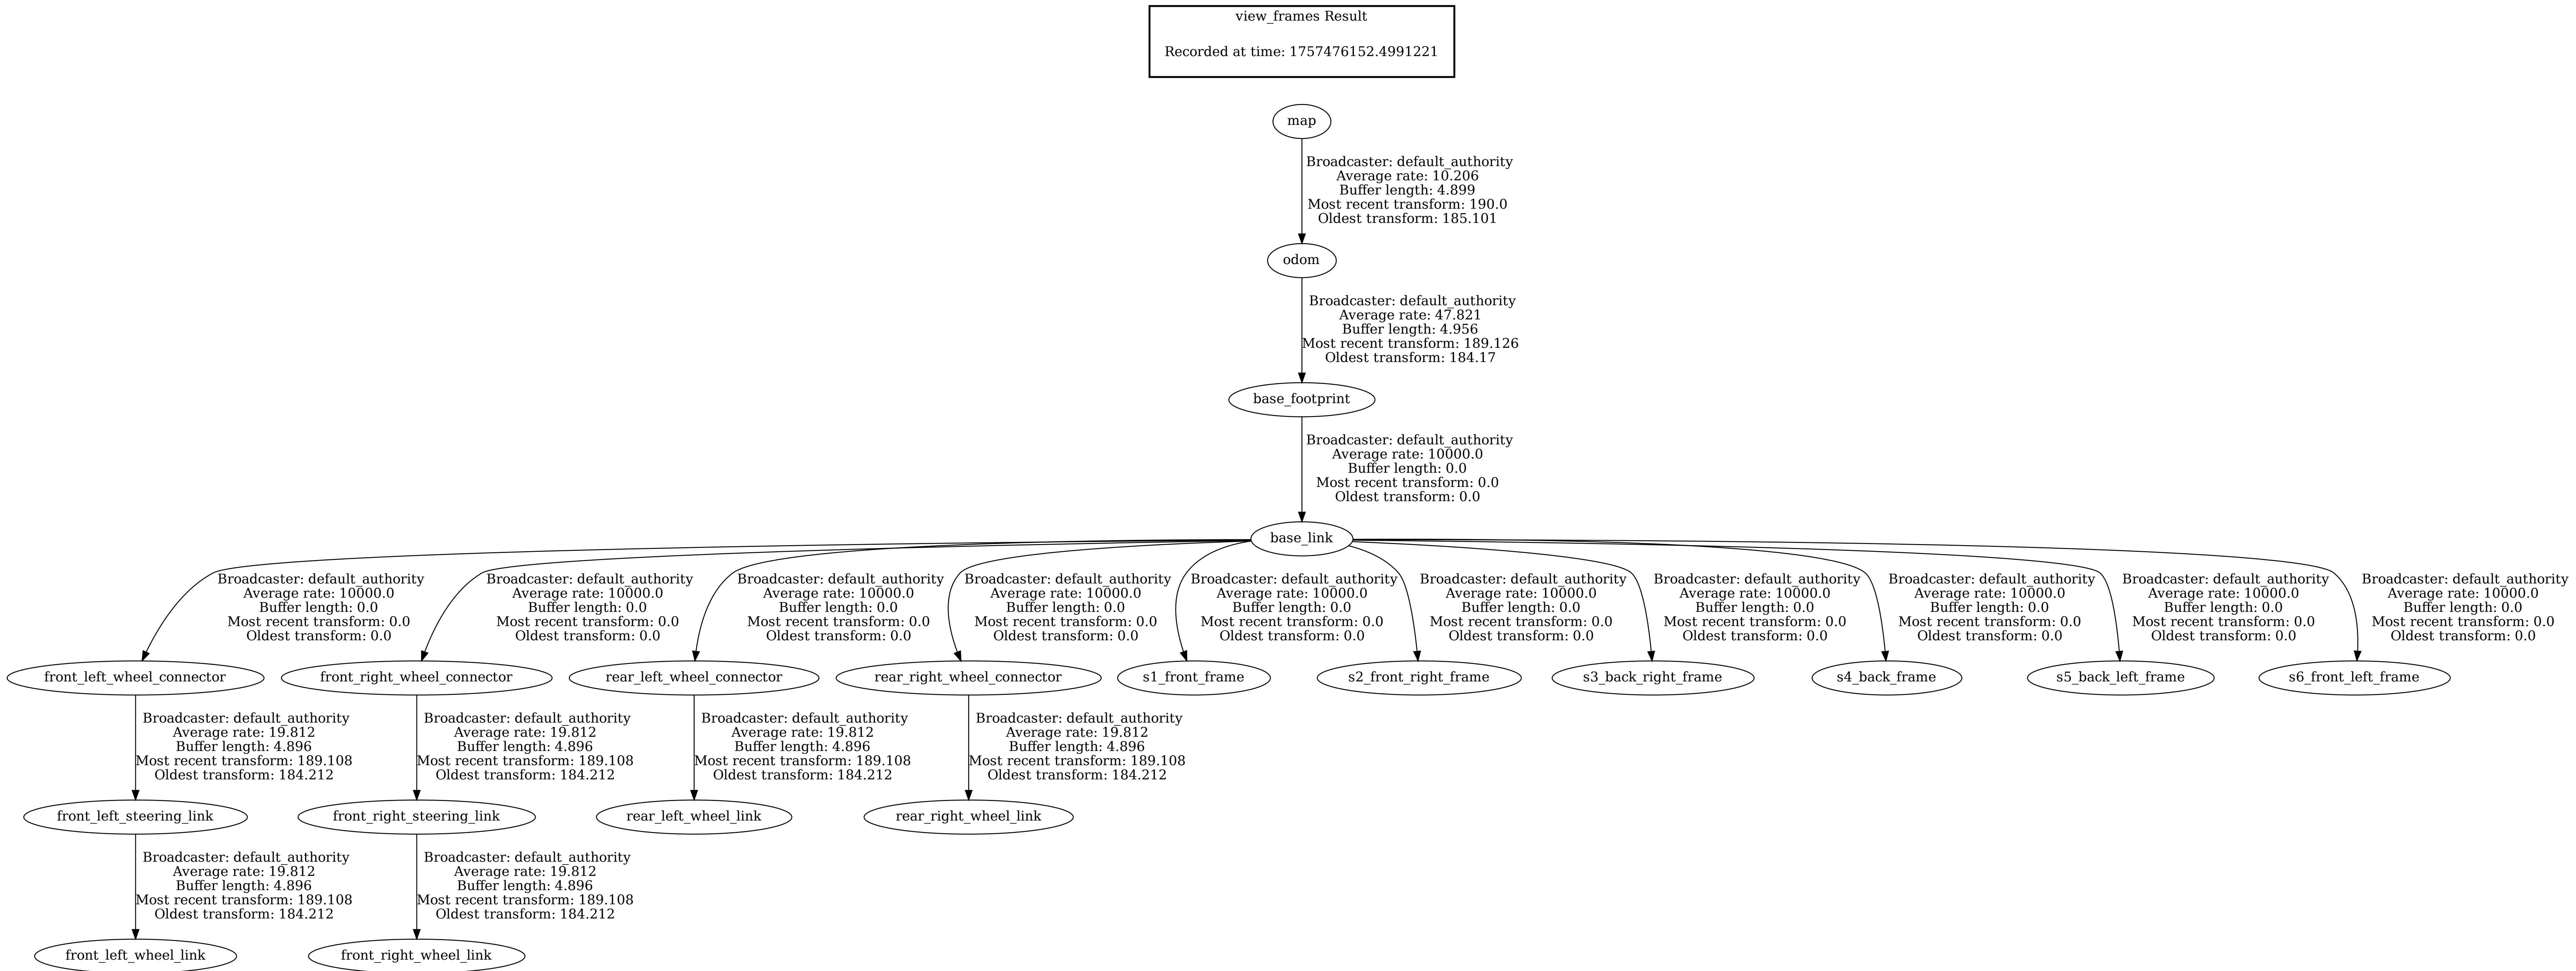 view_frames Result
Recorded at time: 1757476152.4991221
map
Broadcaster: default_authority
Average rate: 10.206
Buffer length: 4.899
Most recent transform: 190.0
Oldest transform: 185.101
odom
Broadcaster: default_authority
Average rate: 47.821
Buffer length: 4.956
Most recent transform: 189.126
Oldest transform: 184.17
base_footprint
Broadcaster: default_authority
Average rate: 10000.0
Buffer length: 0.0
Most recent transform: 0.0
Oldest transform: 0.0
base_link
Broadcaster: default_authority
Average rate: 10000.0
Buffer length: 0.0
Most recent transform: 0.0
Oldest transform: 0.0
Broadcaster: default_authority
Average rate: 10000.0
Buffer length: 0.0
Most recent transform: 0.0
Oldest transform: 0.0
Broadcaster: default_authority
Average rate: 10000.0
Buffer length: 0.0
Most recent transform: 0.0
Oldest transform: 0.0
Broadcaster: default_authority
Average rate: 10000.0
Buffer length: 0.0
Most recent transform: 0.0
Oldest transform: 0.0
Broadcaster: default_authority
Average rate: 10000.0
Buffer length: 0.0
Most recent transform: 0.0
Oldest transform: 0.0
Broadcaster: default_authority
Average rate: 10000.0
Buffer length: 0.0
Most recent transform: 0.0
Oldest transform: 0.0
Broadcaster: default_authority
Average rate: 10000.0
Buffer length: 0.0
Most recent transform: 0.0
Oldest transform: 0.0
Broadcaster: default_authority
Average rate: 10000.0
Buffer length: 0.0
Most recent transform: 0.0
Oldest transform: 0.0
Broadcaster: default_authority
Average rate: 10000.0
Buffer length: 0.0
Most recent transform: 0.0
Oldest transform: 0.0
Broadcaster: default_authority
Average rate: 10000.0
Buffer length: 0.0
Most recent transform: 0.0
Oldest transform: 0.0
front_left_wheel_connector
front_right_wheel_connector
rear_left_wheel_connector
rear_right_wheel_connector
s1_front_frame
s2_front_right_frame
s3_back_right_frame
s4_back_frame
s5_back_left_frame
s6_front_left_frame
Broadcaster: default_authority
Average rate: 19.812
Buffer length: 4.896
Most recent transform: 189.108
Oldest transform: 184.212
Broadcaster: default_authority
Average rate: 19.812
Buffer length: 4.896
Most recent transform: 189.108
Oldest transform: 184.212
Broadcaster: default_authority
Average rate: 19.812
Buffer length: 4.896
Most recent transform: 189.108
Oldest transform: 184.212
Broadcaster: default_authority
Average rate: 19.812
Buffer length: 4.896
Most recent transform: 189.108
Oldest transform: 184.212
front_left_steering_link
front_right_steering_link
rear_left_wheel_link
rear_right_wheel_link
Broadcaster: default_authority
Average rate: 19.812
Buffer length: 4.896
Most recent transform: 189.108
Oldest transform: 184.212
Broadcaster: default_authority
Average rate: 19.812
Buffer length: 4.896
Most recent transform: 189.108
Oldest transform: 184.212
front_left_wheel_link
front_right_wheel_link